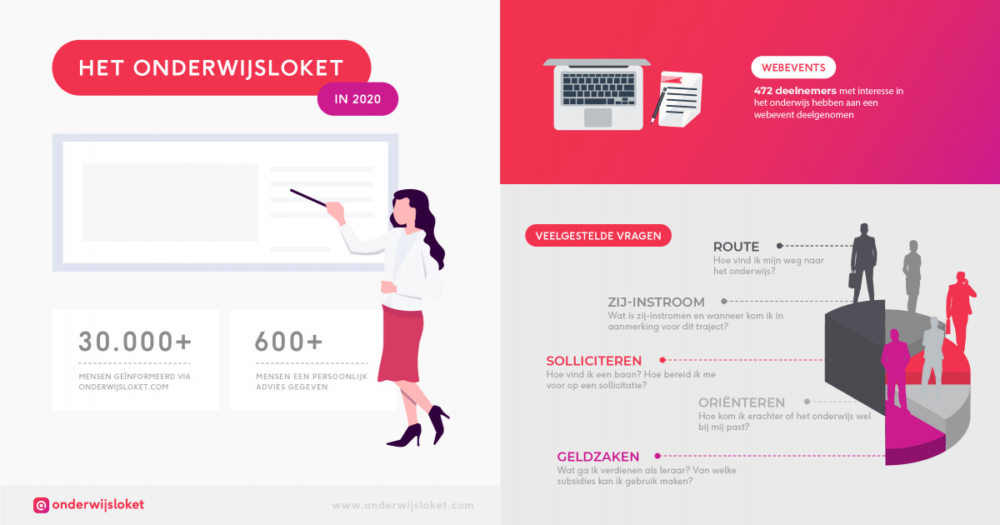 HET ONDERWIJSLOKET
IN 2020
30.000+
MENSEN GEÏNFORMEERD VIA
ONDERWIJSLOKET.COM
600+
MENSEN EEN PERSOONLIJK
ADVIES GEGEVEN
onderwijsloket
www.onderwijsloket.com
WEBEVENTS
472 deelnemers met interesse in
het onderwijs hebben aan een
webevent deelgenomen
VEELGESTELDE VRAGEN
ROUTE
Hoe vind ik mijn weg naar
het onderwijs?
ZIJ-INSTROOM
Wat is zij-instromen en wanneer kom ik in
aanmerking voor dit traject?
SOLLICITEREN
Hoe vind ik een baan? Hoe bereid ik me
voor op een sollicitatie?
ORIËNTEREN
Hoe kom ik erachter of het onderwijs wel
bij mij past?
GELDZAKEN
Wat ga ik verdienen als leraar? Van welke
subsidies kan ik gebruik maken?